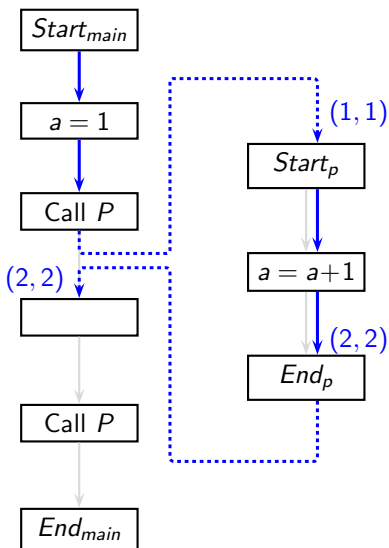 Start_main
a = 1
Call P
(2, 2)
Call P
End_main
(1, 1)
Start_p
a = a+1
(2, 2)
End_p